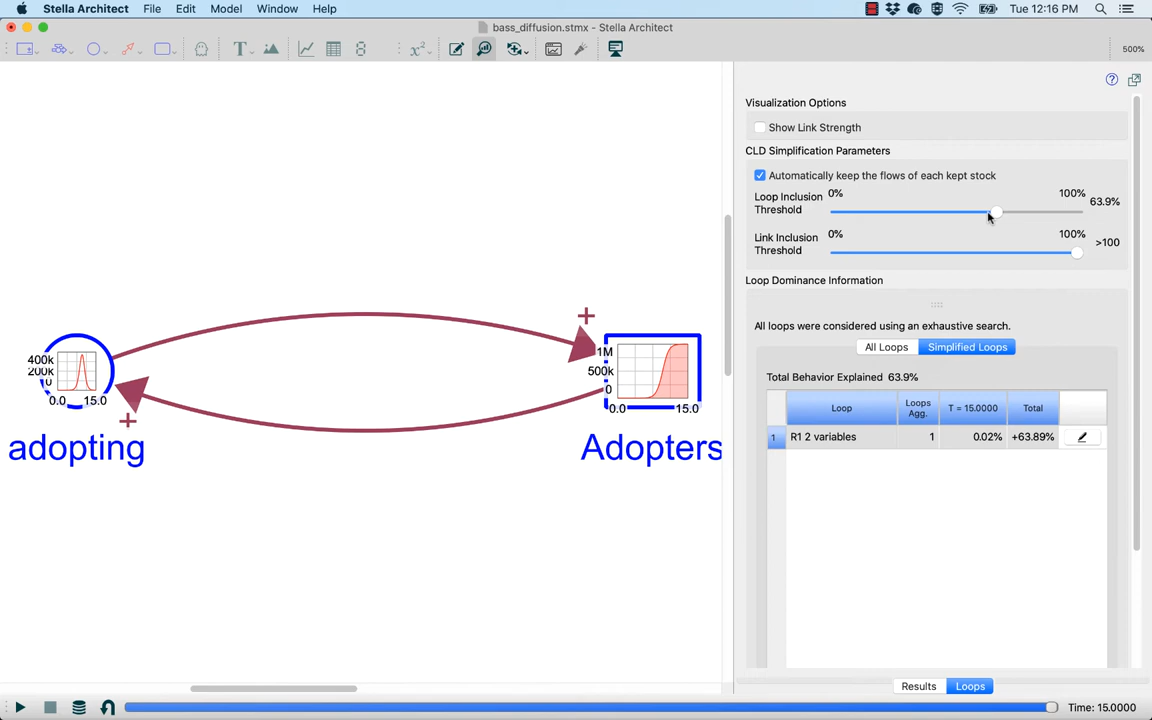 Stella Architect File Edit Model Window Help Tue 12:16 PM
bass_diffusion.stmx - Stella Architect
T x² 500%
Visualization Options
Show Link Strength
CLD Simplification Parameters
Automatically keep the flows of each kept stock
Loop Inclusion Threshold 0% 100% 63.9%
Link Inclusion Threshold 0% 100% >100
Loop Dominance Information
All loops were considered using an exhaustive search.
All Loops Simplified Loops
Total Behavior Explained 63.9%
Loop Loops Agg. T = 15.0000 Total
1 R1 2 variables 1 0.02% +63.89%
+
400k
200k
0
0.0 15.0
+
adopting
1M
500k
0
0.0 15.0
Adopters
Results Loops
Time: 15.0000